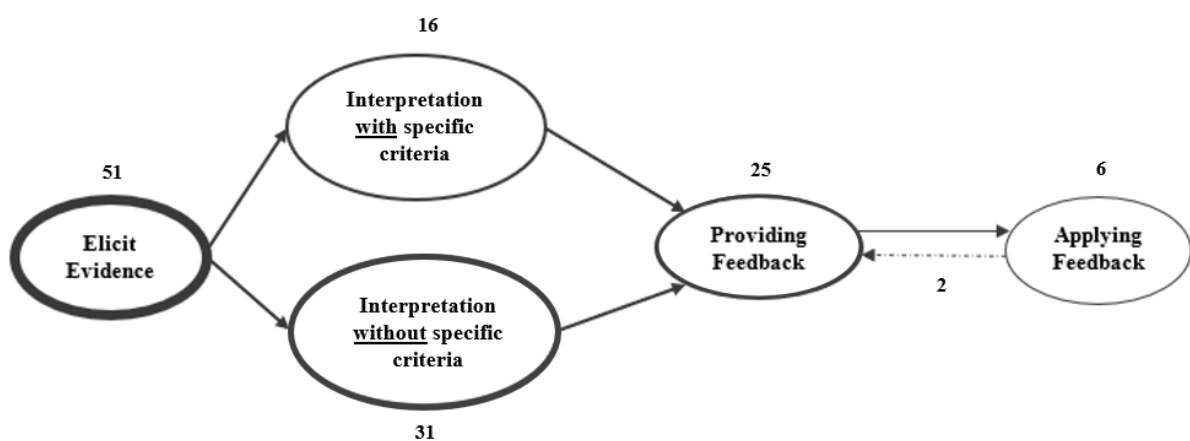 16
Interpretation
with specific
criteria
51
Elicit
Evidence
25
Providing
Feedback
6
Applying
Feedback
2
Interpretation
without specific
criteria
31